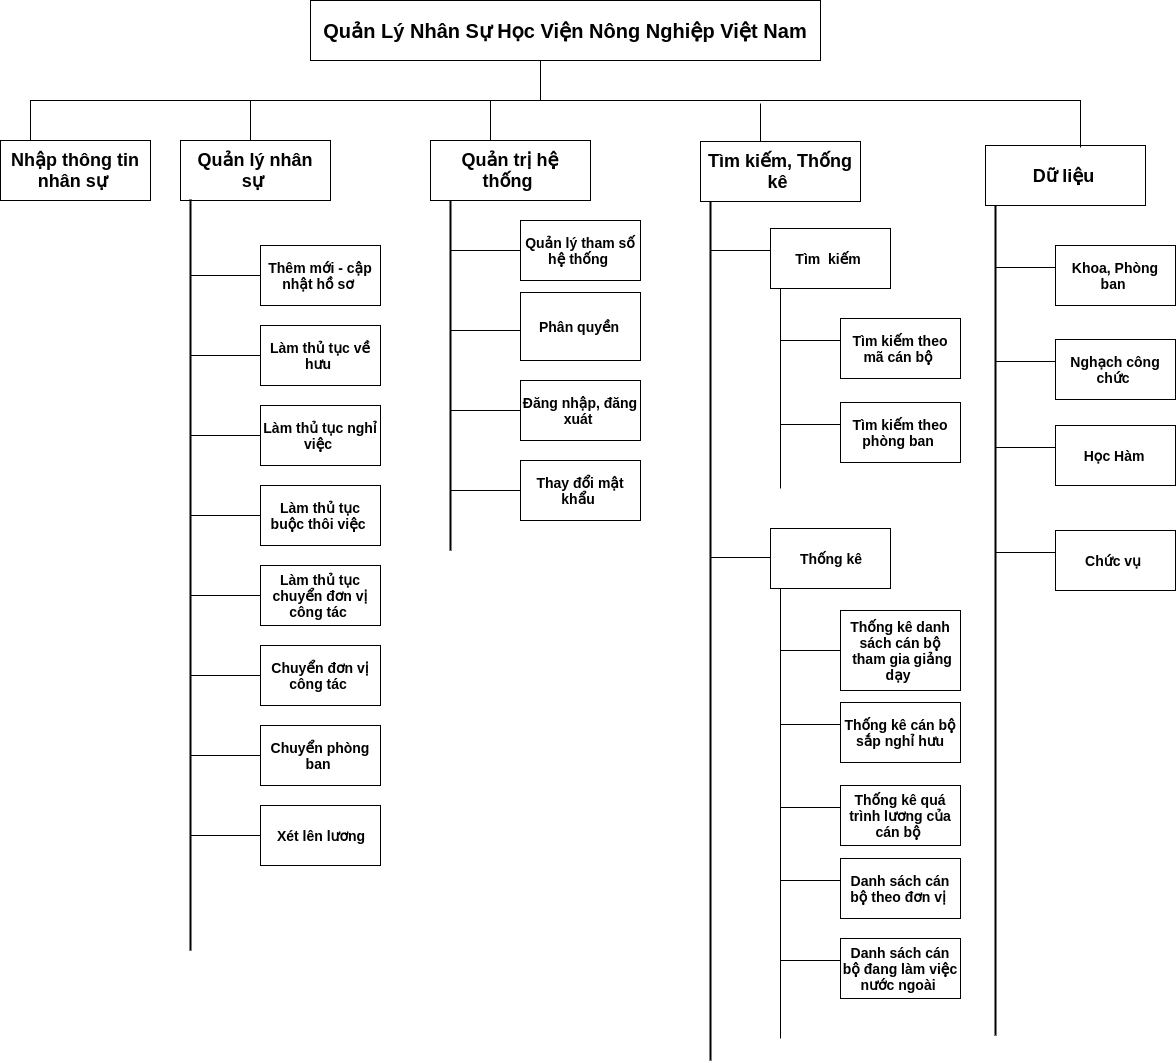 Quản Lý Nhân Sự Học Viện Nông Nghiệp Việt Nam
Nhập thông tin
nhân sự
Quản lý nhân
sự
Thêm mới - cập
nhật hồ sơ
Làm thủ tục về
hưu
Làm thủ tục nghỉ
việc
Làm thủ tục
buộc thôi việc
Làm thủ tục
chuyển đơn vị
công tác
Chuyển đơn vị
công tác
Chuyển phòng
ban
Xét lên lương
Quản trị hệ
thống
Quản lý tham số
hệ thống
Phân quyền
Đăng nhập, đăng
xuát
Thay đổi mật
khẩu
Tìm kiếm, Thống
kê
Tìm kiếm
Tìm kiếm theo
mã cán bộ
Tìm kiếm theo
phòng ban
Thống kê
Thống kê danh
sách cán bộ
tham gia giảng
dạy
Thống kê cán bộ
sắp nghỉ hưu
Thống kê quá
trình lương của
cán bộ
Danh sách cán
bộ theo đơn vị
Danh sách cán
bộ đang làm việc
nước ngoài
Dữ liệu
Khoa, Phòng
ban
Nghạch công
chức
Học Hàm
Chức vụ